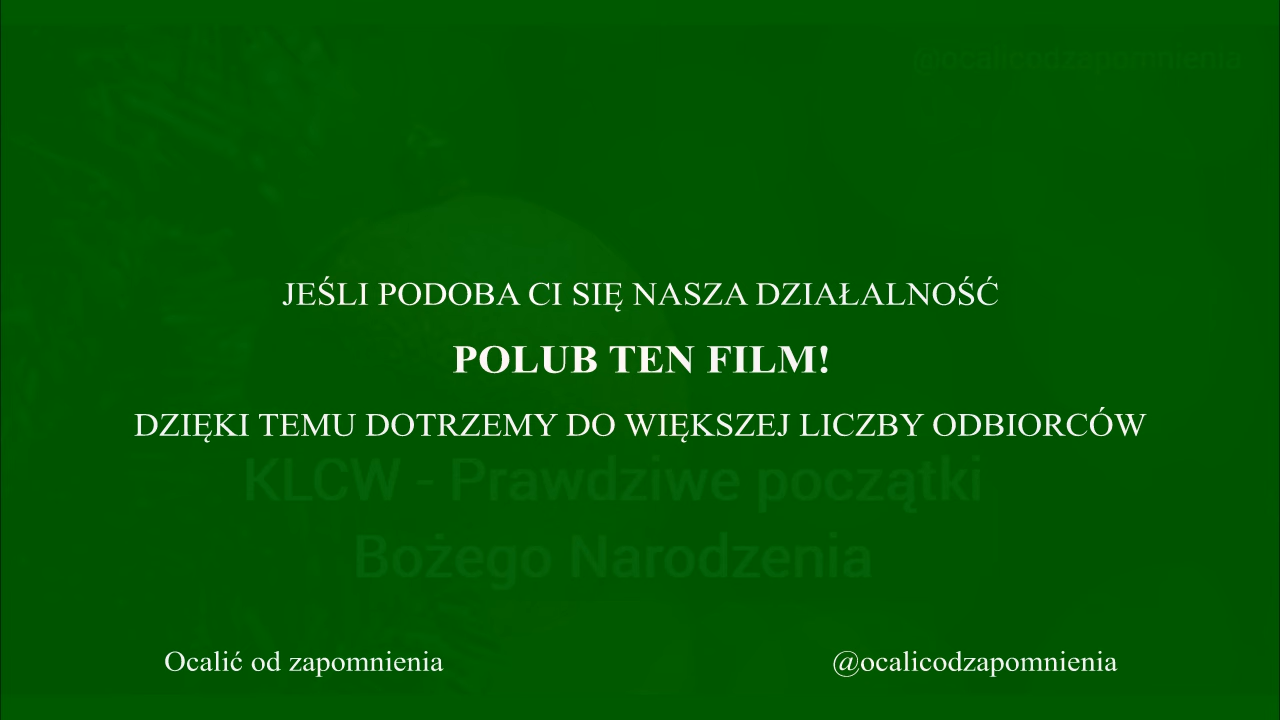 @ocalicodzapomnienia
JEŚLI PODOBA CI SIĘ NASZA DZIAŁALNOŚĆ
POLUB TEN FILM!
DZIĘKI TEMU DOTRZEMY DO WIĘKSZEJ LICZBY ODBIORCÓW
KLCW - Prawdziwe początki
Bożego Narodzenia
Ocalić od zapomnienia
@ocalicodzapomnienia